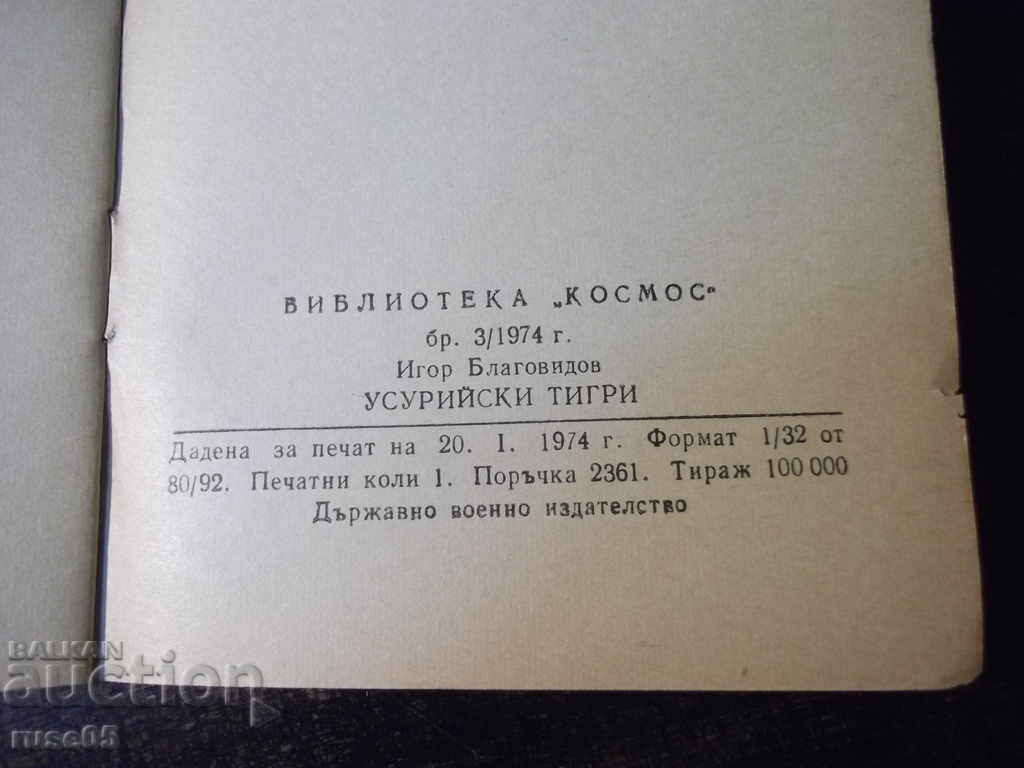 БИБЛИОТЕКА „КОСМОС“
бр. 3/1974 г.
Игор Благовидов
УСУРИЙСКИ ТИГРИ
Дадена за печат на 20. I. 1974 г. Формат 1/32 от
80/92. Печатни коли 1. Поръчка 2361. Тираж 100 000
Държавно военно издателство
BALKAN
auction
ruse05